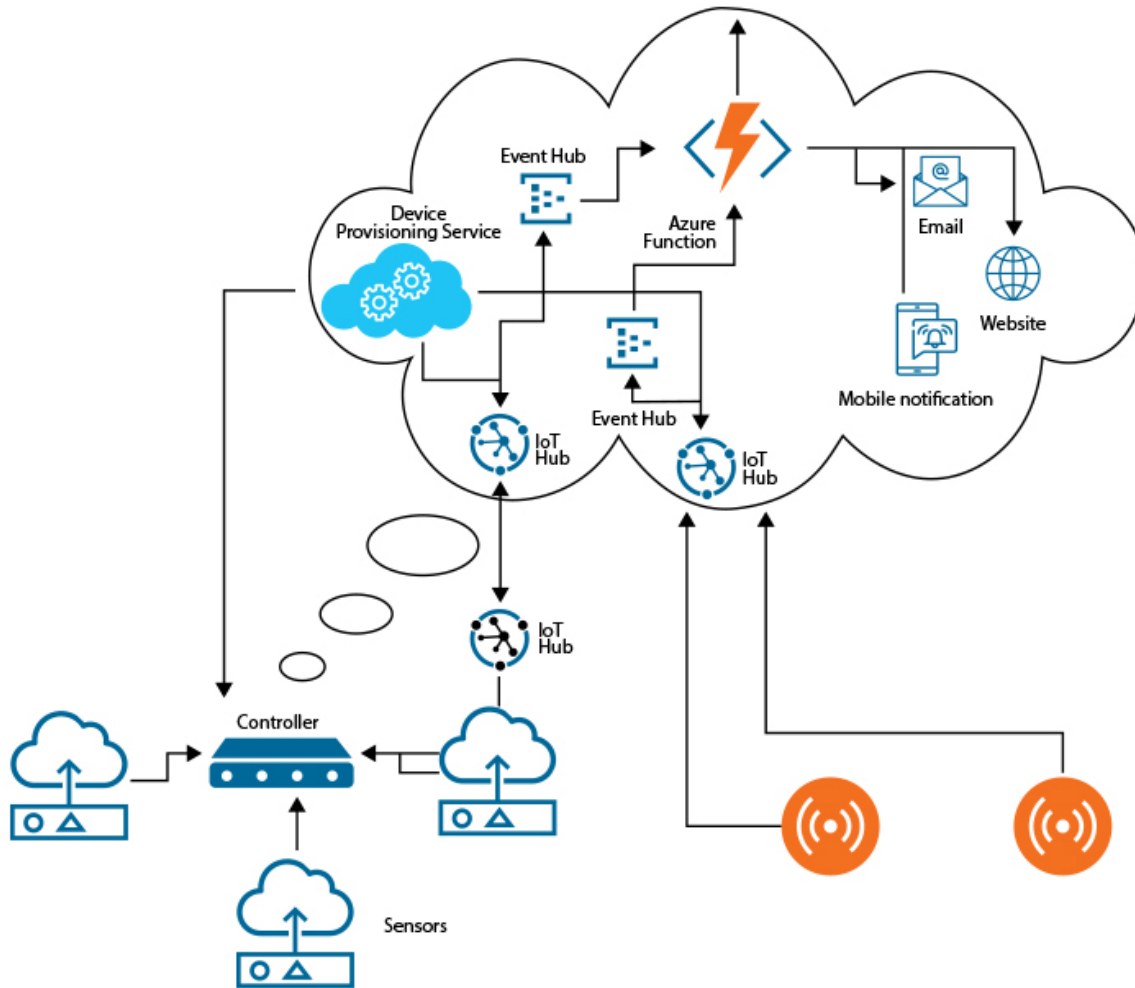 Event Hub
Device
Provisioning Service
Azure
Function
Email
Website
Mobile notification
Event Hub
IoT
Hub
IoT
Hub
IoT
Hub
Controller
Sensors